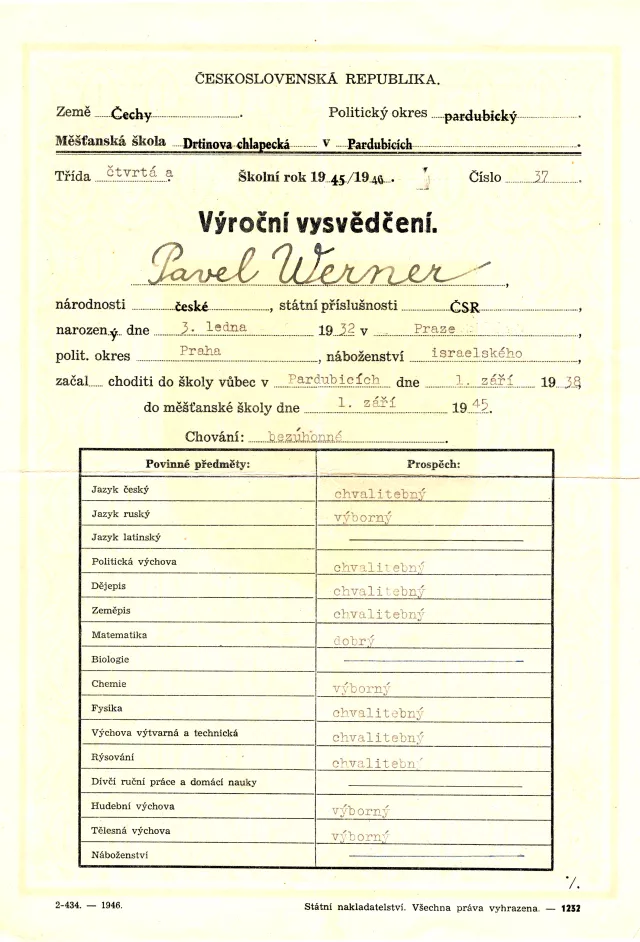 ČESKOSLOVENSKÁ REPUBLIKA.
Země Čechy. Politický okres pardubický.
Měšťanská škola Drtinova chlapecká v Pardubicích.
Třída čtvrtá a. Školní rok 1945/1946. Číslo 37.
Výroční vysvědčení.
Pavel Werner,
národnosti české, státní příslušnosti ČSR,
narozený dne 3. ledna 1932 v Praze,
polit. okres Praha, náboženství israelského,
začal choditi do školy vůbec v Pardubicích dne 1. září 1938,
do měšťanské školy dne 1. září 1945.
Chování: bezúhonné.
Povinné předměty: Prospěch:
Jazyk český chvalitebný
Jazyk ruský výborný
Jazyk latinský
Politická výchova chvalitebný
Dějepis chvalitebný
Zeměpis chvalitebný
Matematika dobrý
Biologie
Chemie výborný
Fysika chvalitebný
Výchova výtvarná a technická chvalitebný
Rýsování chvalitebný
Dívčí ruční práce a domácí nauky
Hudební výchova výborný
Tělesná výchova výborný
Náboženství
·/.
2-434. — 1946. Státní nakladatelství. Všechna práva vyhrazena. — 1252